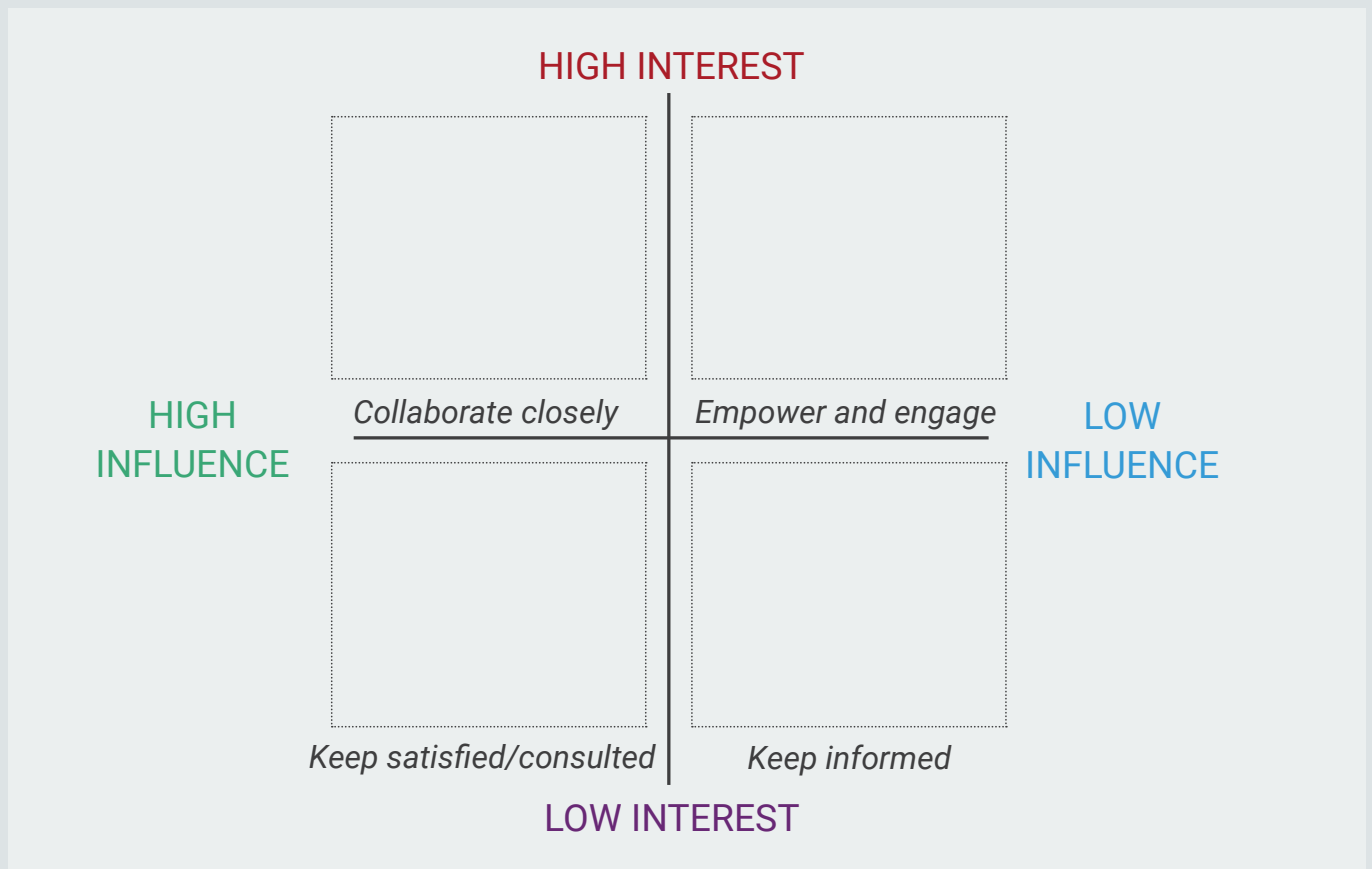 HIGH INTEREST
Collaborate closely
Empower and engage
HIGH
INFLUENCE
LOW
INFLUENCE
Keep satisfied/consulted
Keep informed
LOW INTEREST